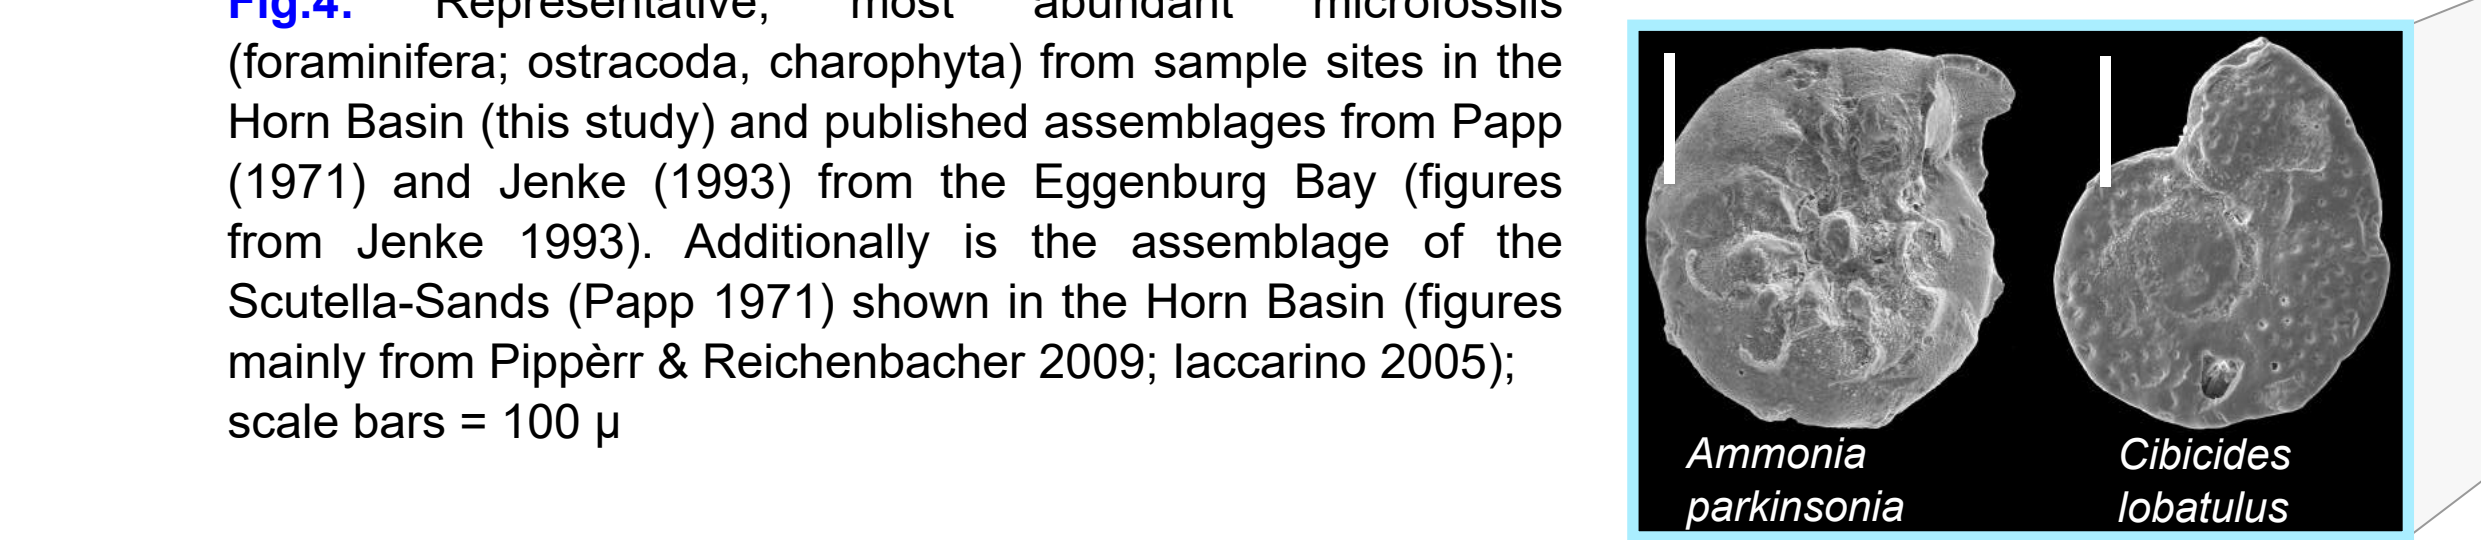 Fig.4. Representative, most abundant microfossils
(foraminifera; ostracoda, charophyta) from sample sites in the
Horn Basin (this study) and published assemblages from Papp
(1971) and Jenke (1993) from the Eggenburg Bay (figures
from Jenke 1993). Additionally is the assemblage of the
Scutella-Sands (Papp 1971) shown in the Horn Basin (figures
mainly from Pippèrr & Reichenbacher 2009; Iaccarino 2005);
scale bars = 100 µ
Ammonia
parkinsonia
Cibicides
lobatulus